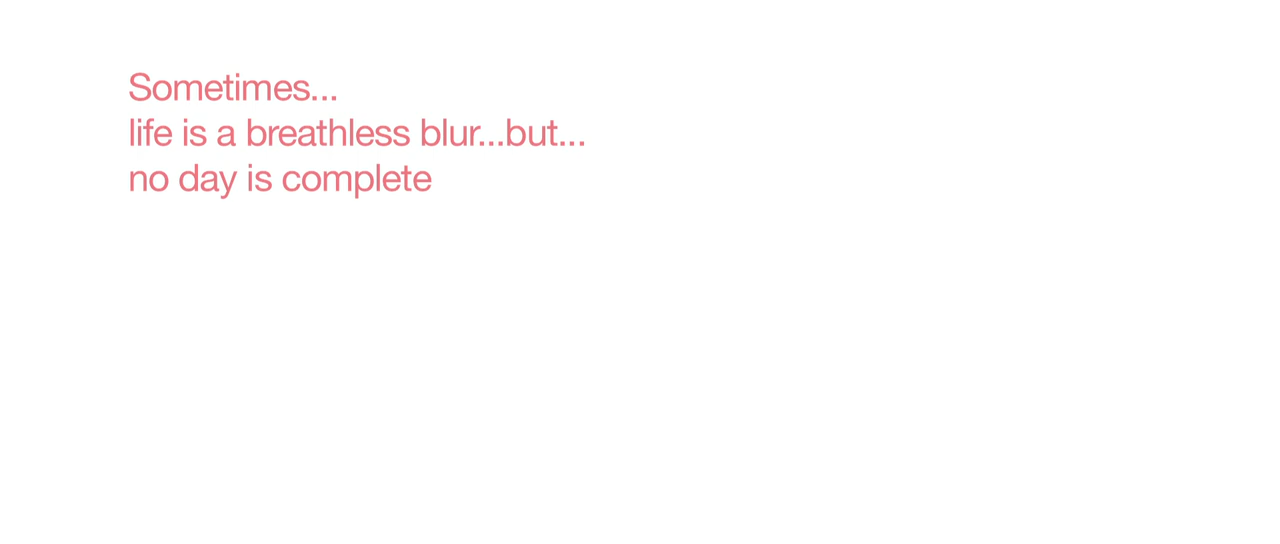 Sometimes...
life is a breathless blur...but...
no day is complete